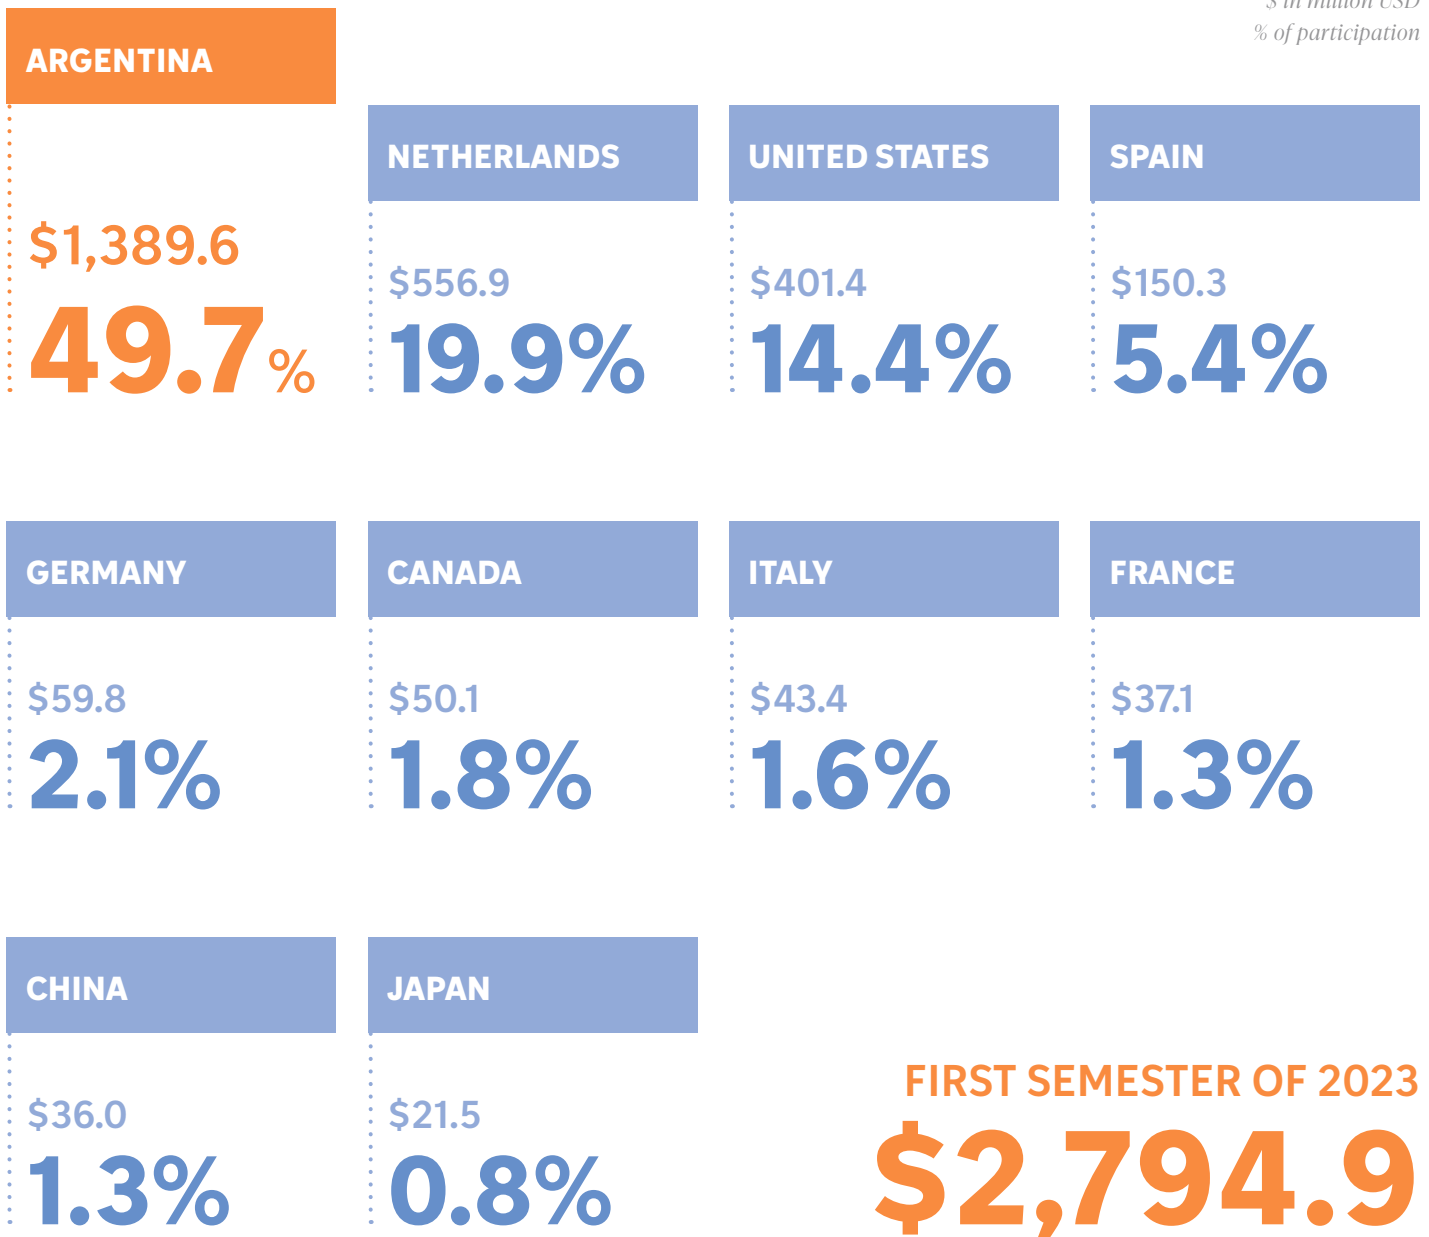 $ in million USD
% of participation
ARGENTINA
$1,389.6
49.7%
NETHERLANDS
$556.9
19.9%
UNITED STATES
$401.4
14.4%
SPAIN
$150.3
5.4%
GERMANY
$59.8
2.1%
CANADA
$50.1
1.8%
ITALY
$43.4
1.6%
FRANCE
$37.1
1.3%
CHINA
$36.0
1.3%
JAPAN
$21.5
0.8%
FIRST SEMESTER OF 2023
$2,794.9